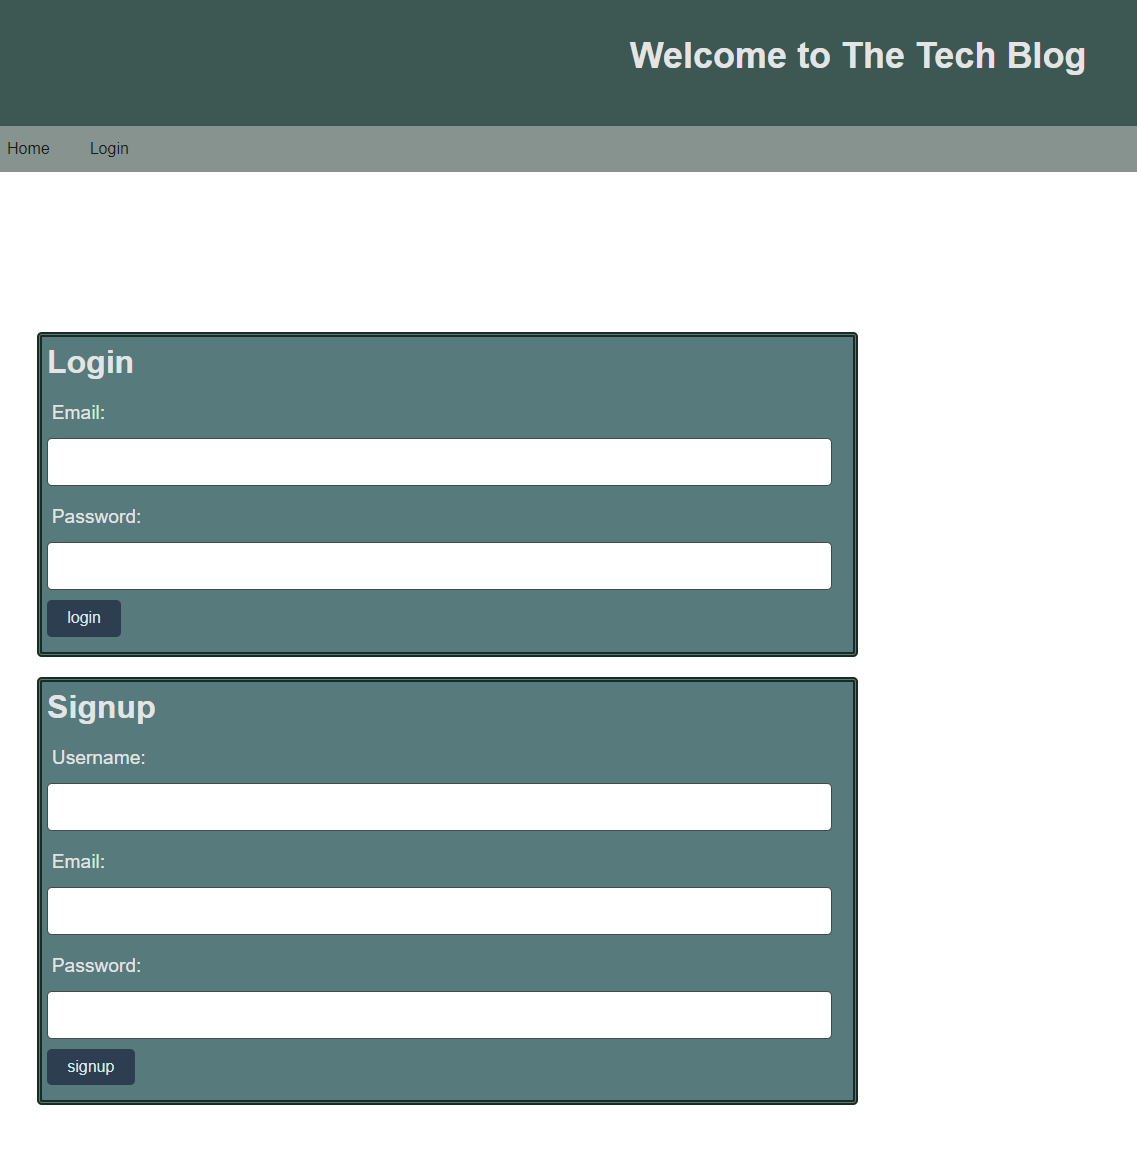 Welcome to The Tech Blog
Home Login
Login
Email:
Password:
login
Signup
Username:
Email:
Password:
signup